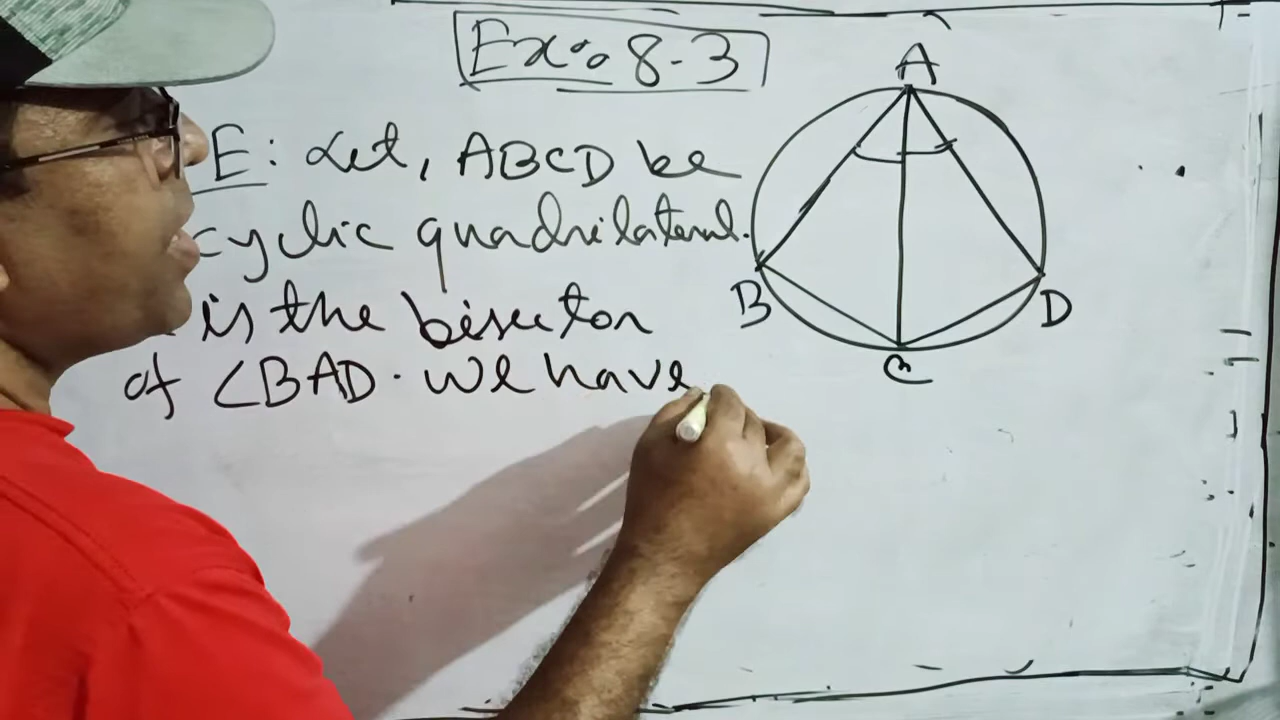 Ex: 8.3
E: Let, ABCD be
cyclic quadrilateral.
is the bisector
of ∠BAD. We have
A
B
D
C